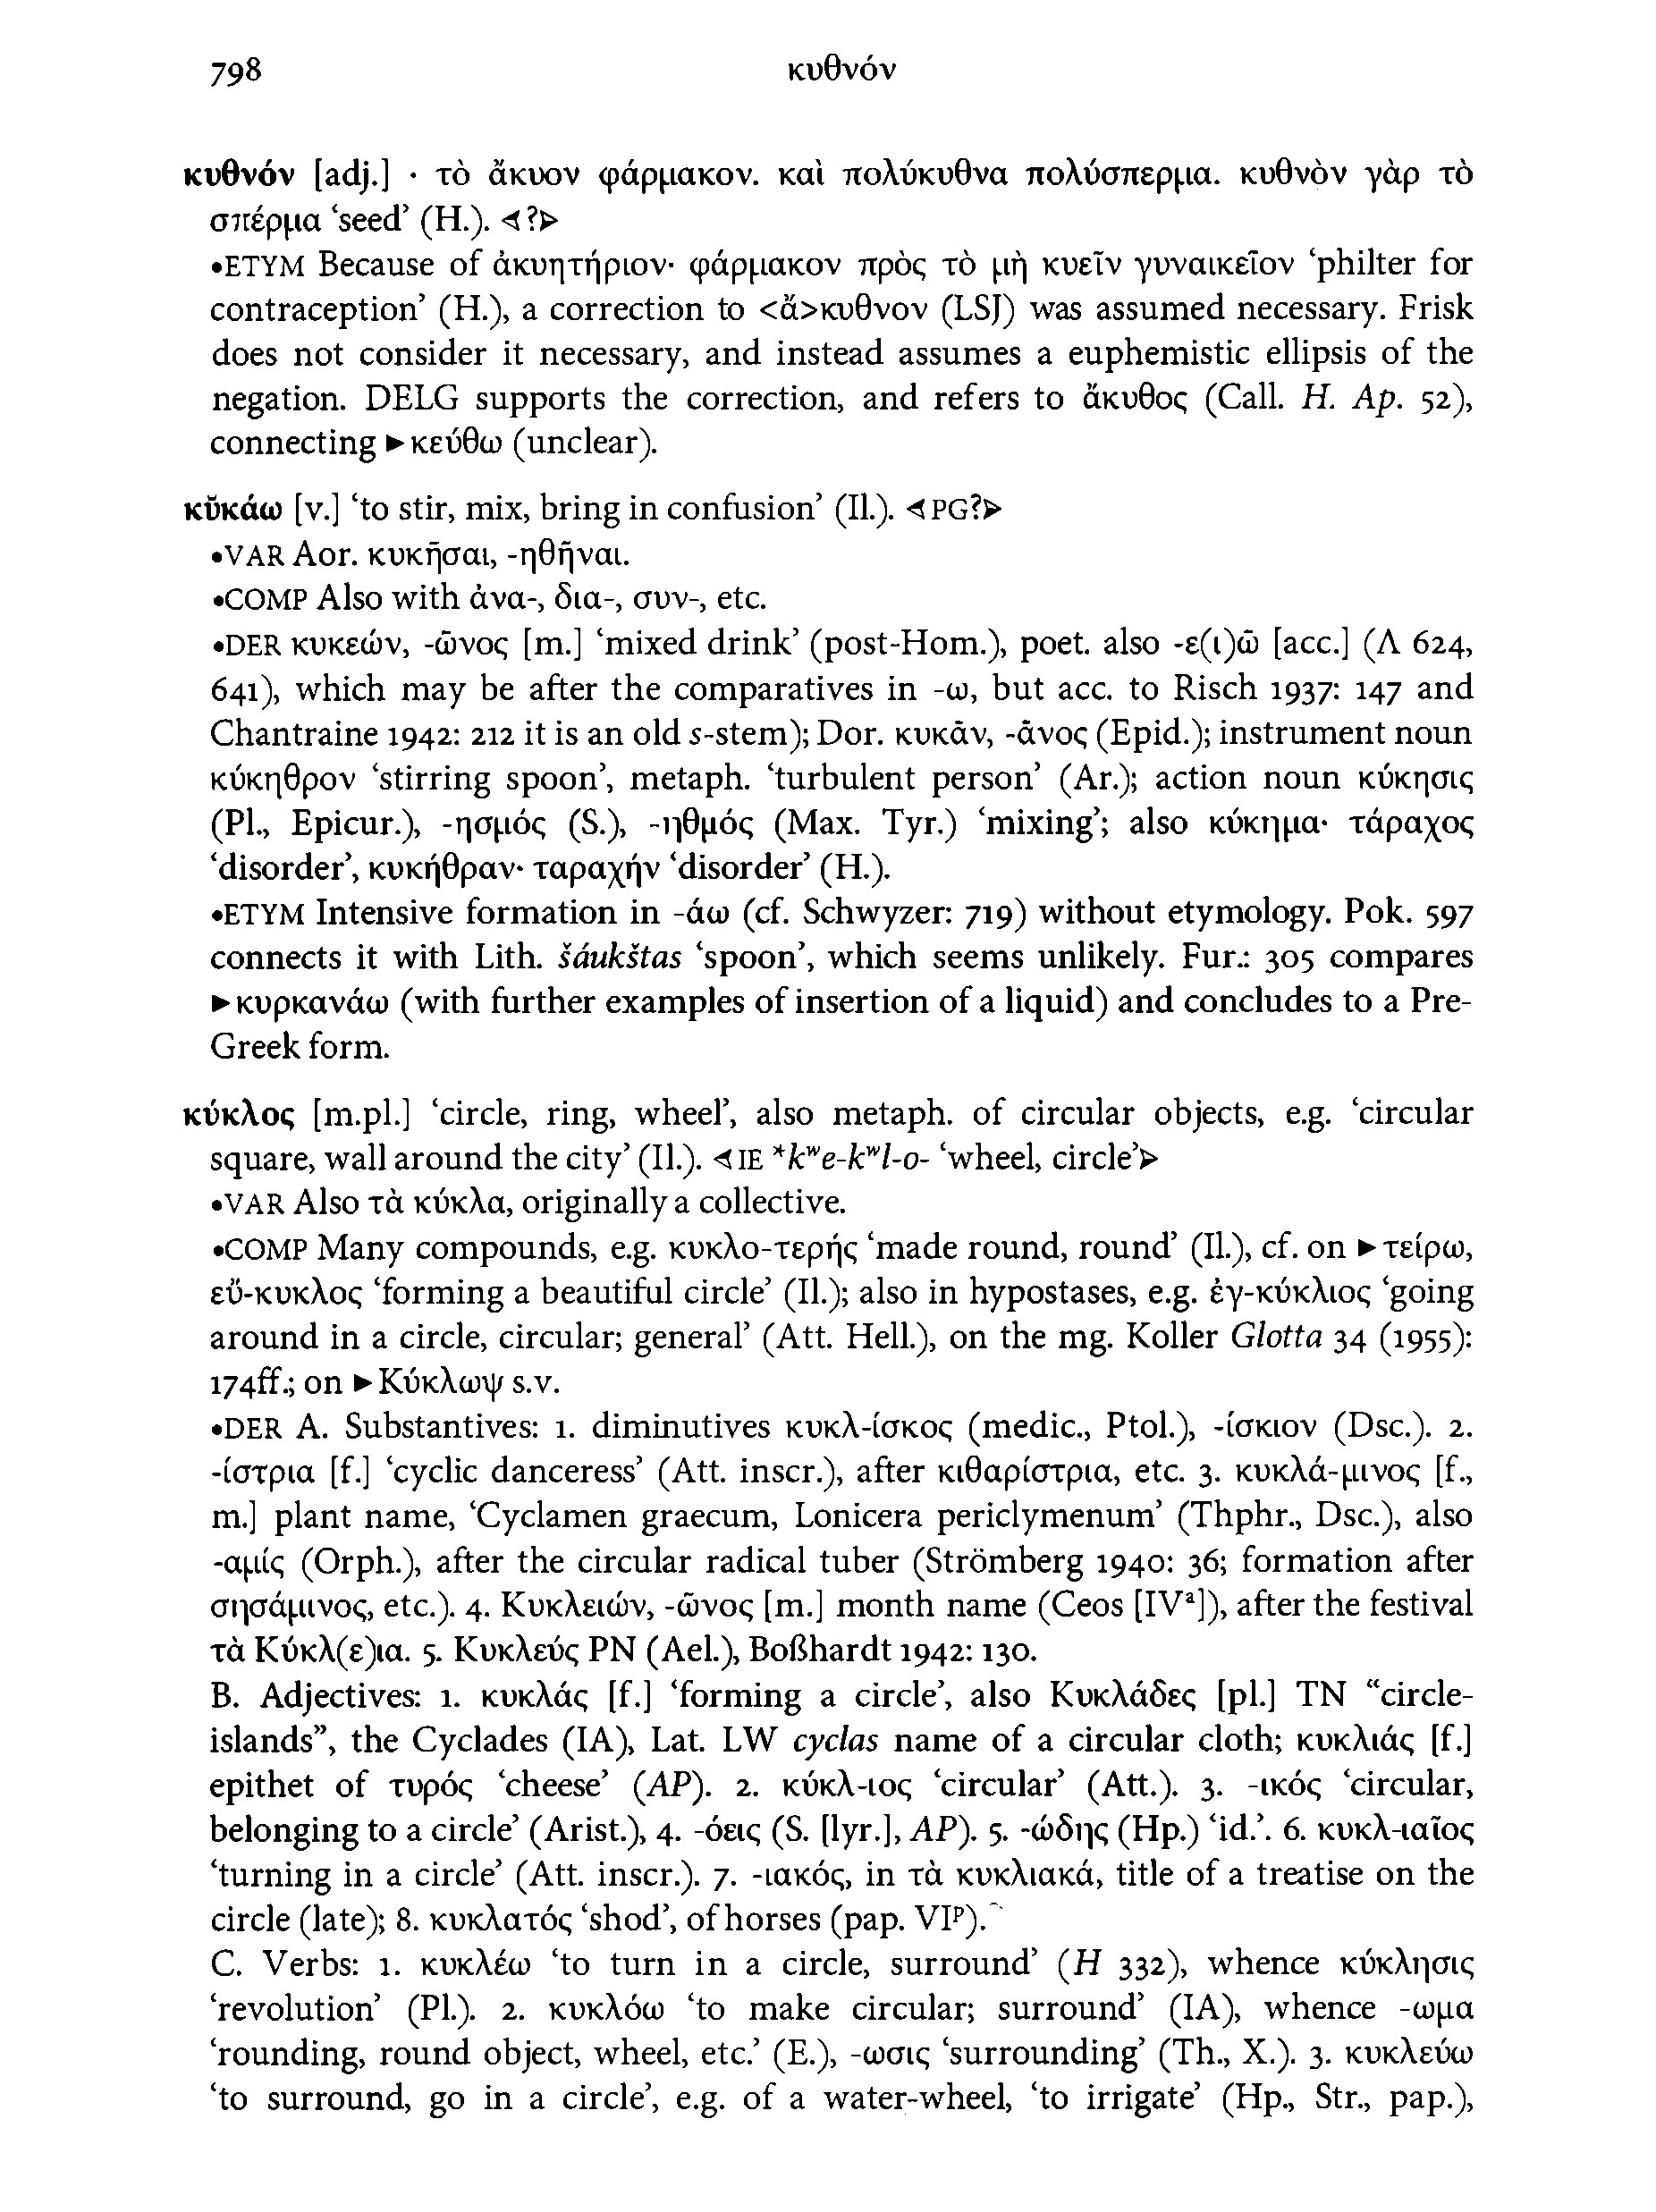 798
κυθνόν
κυθνόν [adj.] · τὸ ἄκυον φάρμακον. καὶ πολύκυθνα πολύσπερμα. κυθνὸν γὰρ τὸ
σπέρμα ‘seed’ (H.). ⊲?⊳
•ETYM Because of ἀκυητήριον· φάρμακον πρὸς τὸ μὴ κυεῖν γυναικεῖον ‘philter for
contraception’ (H.), a correction to <ἄ>κυθνον (LSJ) was assumed necessary. Frisk
does not consider it necessary, and instead assumes a euphemistic ellipsis of the
negation. DELG supports the correction, and refers to ἄκυθος (Call. H. Ap. 52),
connecting ►κεύθω (unclear).
κῠκάω [v.] ‘to stir, mix, bring in confusion’ (Il.). ⊲PG?⊳
•VAR Aor. κυκῆσαι, -ηθῆναι.
•COMP Also with ἀνα-, δια-, συν-, etc.
•DER κυκεών, -ῶνος [m.] ‘mixed drink’ (post-Hom.), poet. also -ε(ι)ῶ [acc.] (Λ 624,
641), which may be after the comparatives in -ω, but acc. to Risch 1937: 147 and
Chantraine 1942: 212 it is an old s-stem); Dor. κυκάν, -ᾶνος (Epid.); instrument noun
κύκηθρον ‘stirring spoon’, metaph. ‘turbulent person’ (Ar.); action noun κύκησις
(Pl., Epicur.), -ησμός (S.), -ηθμός (Max. Tyr.) ‘mixing’; also κύκημα· τάραχος
‘disorder’, κυκήθραν· ταραχήν ‘disorder’ (H.).
•ETYM Intensive formation in -άω (cf. Schwyzer: 719) without etymology. Pok. 597
connects it with Lith. šáukštas ‘spoon’, which seems unlikely. Fur.: 305 compares
►κυρκανάω (with further examples of insertion of a liquid) and concludes to a Pre-
Greek form.
κύκλος [m.pl.] ‘circle, ring, wheel’, also metaph. of circular objects, e.g. ‘circular
square, wall around the city’ (Il.). ⊲IE *kʷe-kʷl-o- ‘wheel, circle’⊳
•VAR Also τὰ κύκλα, originally a collective.
•COMP Many compounds, e.g. κυκλο-τερής ‘made round, round’ (Il.), cf. on ►τείρω,
εὔ-κυκλος ‘forming a beautiful circle’ (Il.); also in hypostases, e.g. ἐγ-κύκλιος ‘going
around in a circle, circular; general’ (Att. Hell.), on the mg. Koller Glotta 34 (1955):
174ff.; on ►Κύκλωψ s.v.
•DER A. Substantives: 1. diminutives κυκλ-ίσκος (medic., Ptol.), -ίσκιον (Dsc.). 2.
-ίστρια [f.] ‘cyclic danceress’ (Att. inscr.), after κιθαρίστρια, etc. 3. κυκλά-μινος [f.,
m.] plant name, ‘Cyclamen graecum, Lonicera periclymenum’ (Thphr., Dsc.), also
-αμίς (Orph.), after the circular radical tuber (Strömberg 1940: 36; formation after
σησάμινος, etc.). 4. Κυκλειών, -ῶνος [m.] month name (Ceos [IVᵃ]), after the festival
τὰ Κύκλ(ε)ια. 5. Κυκλεύς PN (Ael.), Boßhardt 1942: 130.
B. Adjectives: 1. κυκλάς [f.] ‘forming a circle’, also Κυκλάδες [pl.] TN “circle-
islands”, the Cyclades (IA), Lat. LW cyclas name of a circular cloth; κυκλιάς [f.]
epithet of τυρός ‘cheese’ (AP). 2. κύκλ-ιος ‘circular’ (Att.). 3. -ικός ‘circular,
belonging to a circle’ (Arist.), 4. -όεις (S. [lyr.], AP). 5. -ώδης (Hp.) ‘id.’. 6. κυκλ-ιαῖος
‘turning in a circle’ (Att. inscr.). 7. -ιακός, in τὰ κυκλιακά, title of a treatise on the
circle (late); 8. κυκλατός ‘shod’, of horses (pap. VIᵖ).
C. Verbs: 1. κυκλέω ‘to turn in a circle, surround’ (H 332), whence κύκλησις
‘revolution’ (Pl.). 2. κυκλόω ‘to make circular; surround’ (IA), whence -ωμα
‘rounding, round object, wheel, etc.’ (E.), -ωσις ‘surrounding’ (Th., X.). 3. κυκλεύω
‘to surround, go in a circle’, e.g. of a water-wheel, ‘to irrigate’ (Hp., Str., pap.),